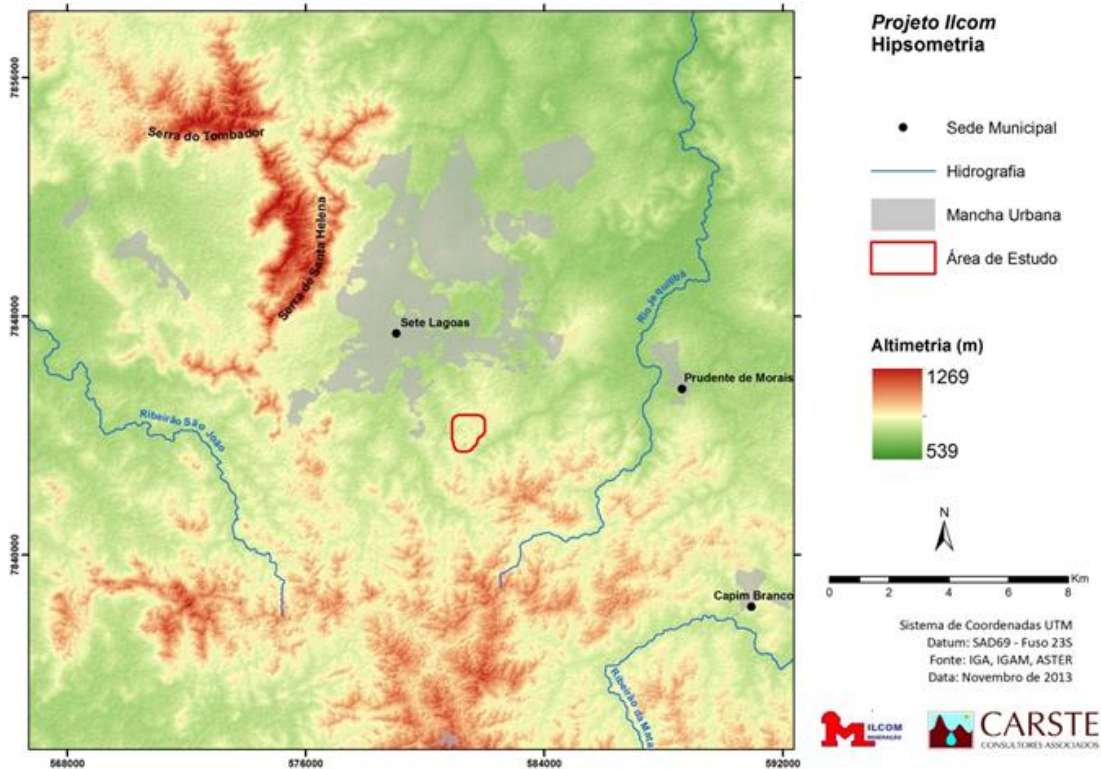 7856000
7848000
7840000
568000
576000
584000
592000
Serra do Tombador
Serra de Santa Helena
Sete Lagoas
Rio Jequitibá
Prudente de Morais
Ribeirão São João
Capim Branco
Ribeirão da Mata
Projeto Ilcom
Hipsometria
Sede Municipal
Hidrografia
Mancha Urbana
Área de Estudo
Altimetria (m)
1269
539
N
Km
0 2 4 6 8
Sistema de Coordenadas UTM
Datum: SAD69 - Fuso 23S
Fonte: IGA, IGAM, ASTER
Data: Novembro de 2013
ILCOM
MINERAÇÃO
CARSTE
CONSULTORES ASSOCIADOS